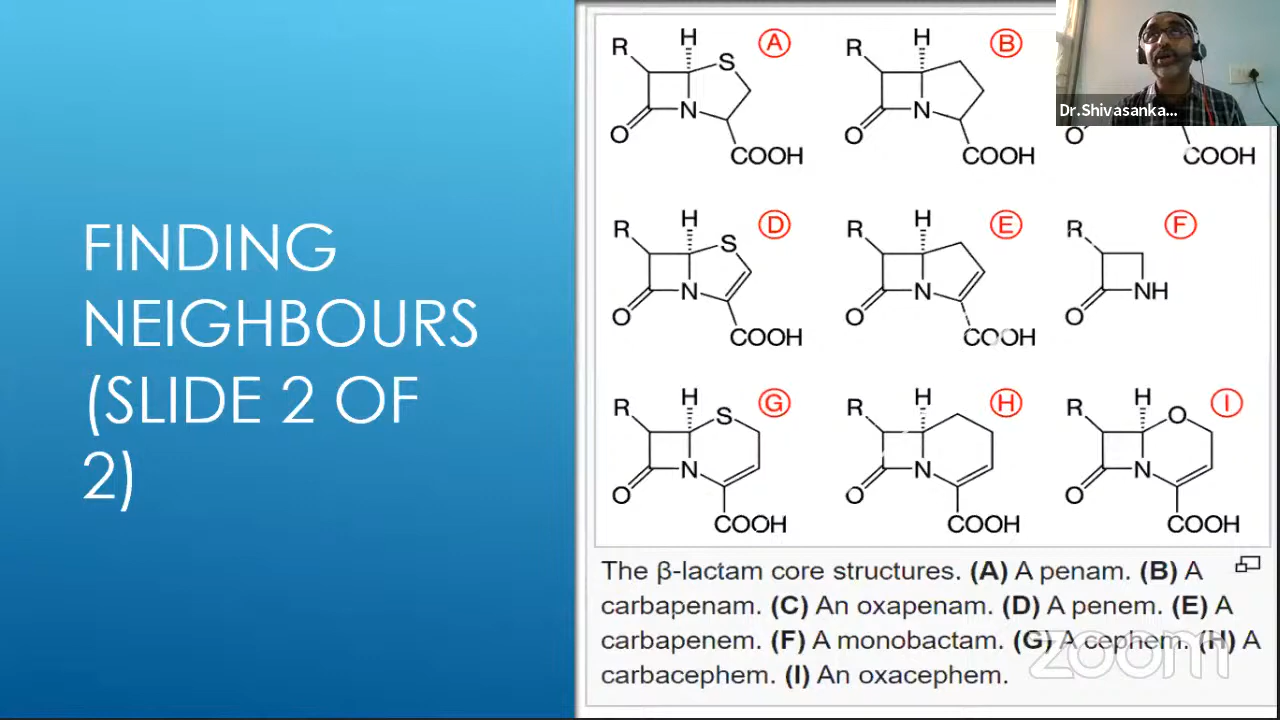 FINDING
NEIGHBOURS
(SLIDE 2 OF
2)
H
R S A
N
O
COOH
H
R B
N
O
COOH
Dr.Shivasanka...
O
COOH
H
R S D
N
O
COOH
H
R E
N
O
COOH
R F
NH
O
H
R S G
N
O
COOH
H
R H
N
O
COOH
H
R O I
N
O
COOH
The β-lactam core structures. (A) A penam. (B) A
carbapenam. (C) An oxapenam. (D) A penem. (E) A
carbapenem. (F) A monobactam. (G) A cephem. (H) A
carbacephem. (I) An oxacephem.
zoom